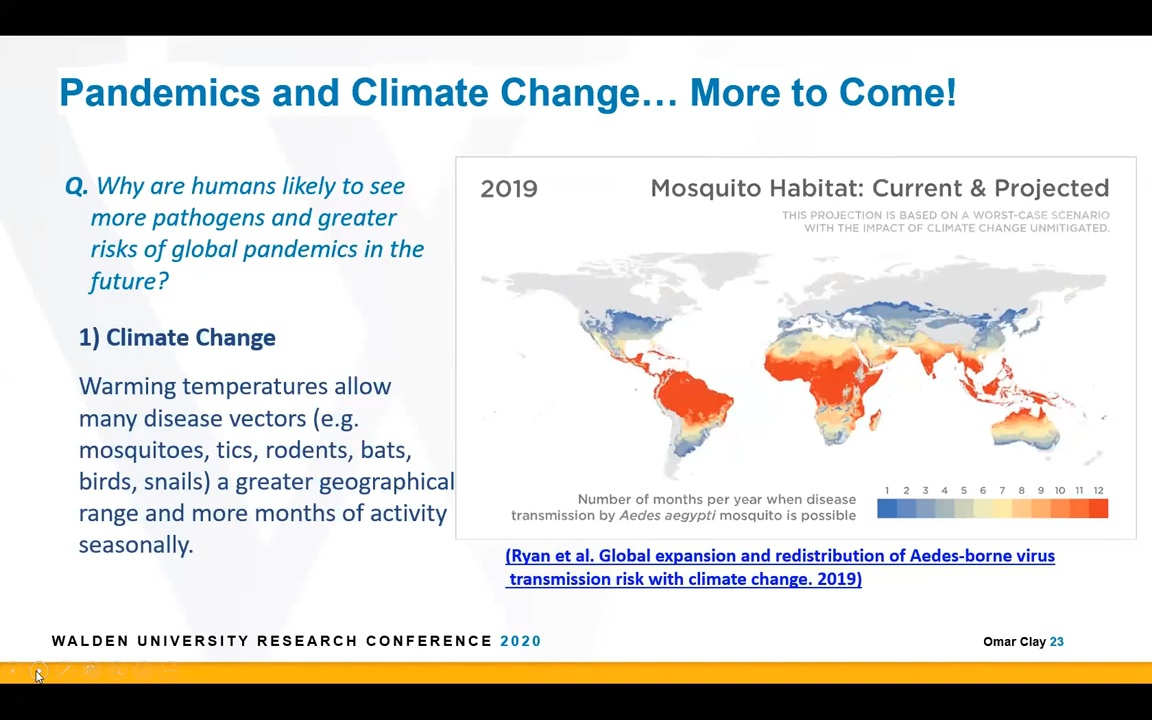 Pandemics and Climate Change… More to Come!
Q. Why are humans likely to see
more pathogens and greater
risks of global pandemics in the
future?
1) Climate Change
Warming temperatures allow
many disease vectors (e.g.
mosquitoes, tics, rodents, bats,
birds, snails) a greater geographical
range and more months of activity
seasonally.
2019
Mosquito Habitat: Current & Projected
THIS PROJECTION IS BASED ON A WORST-CASE SCENARIO
WITH THE IMPACT OF CLIMATE CHANGE UNMITIGATED.
Number of months per year when disease
transmission by Aedes aegypti mosquito is possible
1 2 3 4 5 6 7 8 9 10 11 12
(Ryan et al. Global expansion and redistribution of Aedes-borne virus
transmission risk with climate change. 2019)
WALDEN UNIVERSITY RESEARCH CONFERENCE 2020
Omar Clay 23